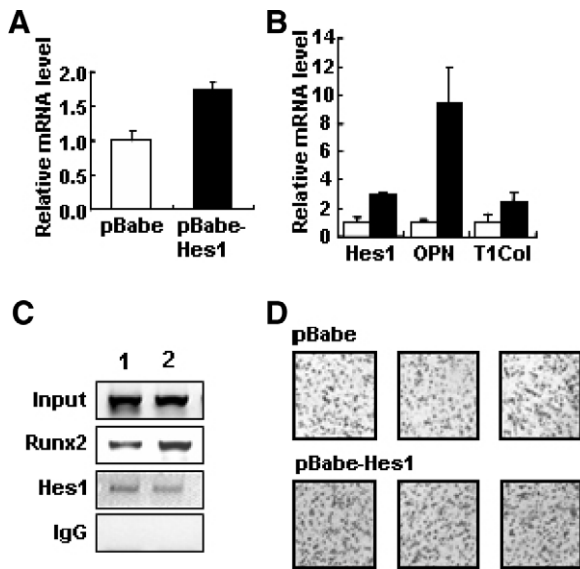 A
Relative mRNA level
2.0
1.5
1.0
0.5
0.0
pBabe
pBabe-
Hes1
B
Relative mRNA level
14
12
10
8
6
4
2
0
Hes1
OPN
T1Col
C
1 2
Input
Runx2
Hes1
IgG
D
pBabe
pBabe-Hes1